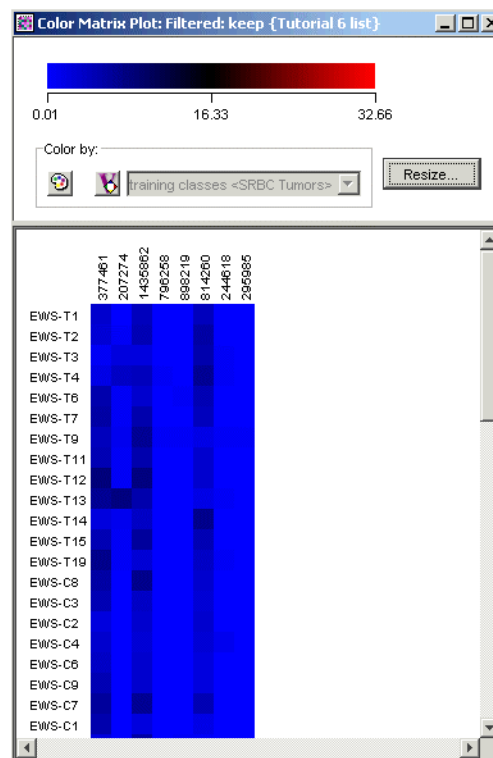 Color Matrix Plot: Filtered: keep {Tutorial 6 list}
0.01 16.33 32.66
Color by:
training classes <SRBC Tumors>
Resize...
377461 207274 1435862 796258 898219 814260 244618 295985
EWS-T1
EWS-T2
EWS-T3
EWS-T4
EWS-T6
EWS-T7
EWS-T9
EWS-T11
EWS-T12
EWS-T13
EWS-T14
EWS-T15
EWS-T19
EWS-C8
EWS-C3
EWS-C2
EWS-C4
EWS-C6
EWS-C9
EWS-C7
EWS-C1